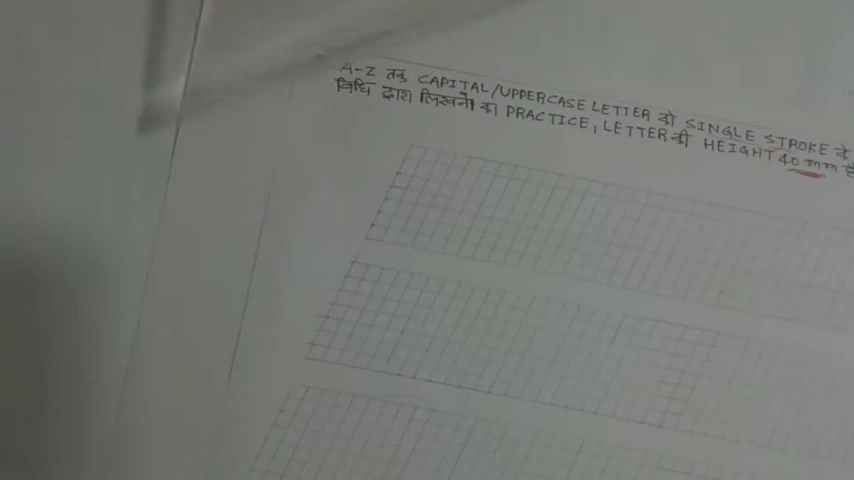 A-Z तक CAPITAL/UPPERCASE LETTER को SINGLE STROKE के
विधि द्वारा लिखने का PRACTICE, LETTER की HEIGHT 40 mm है